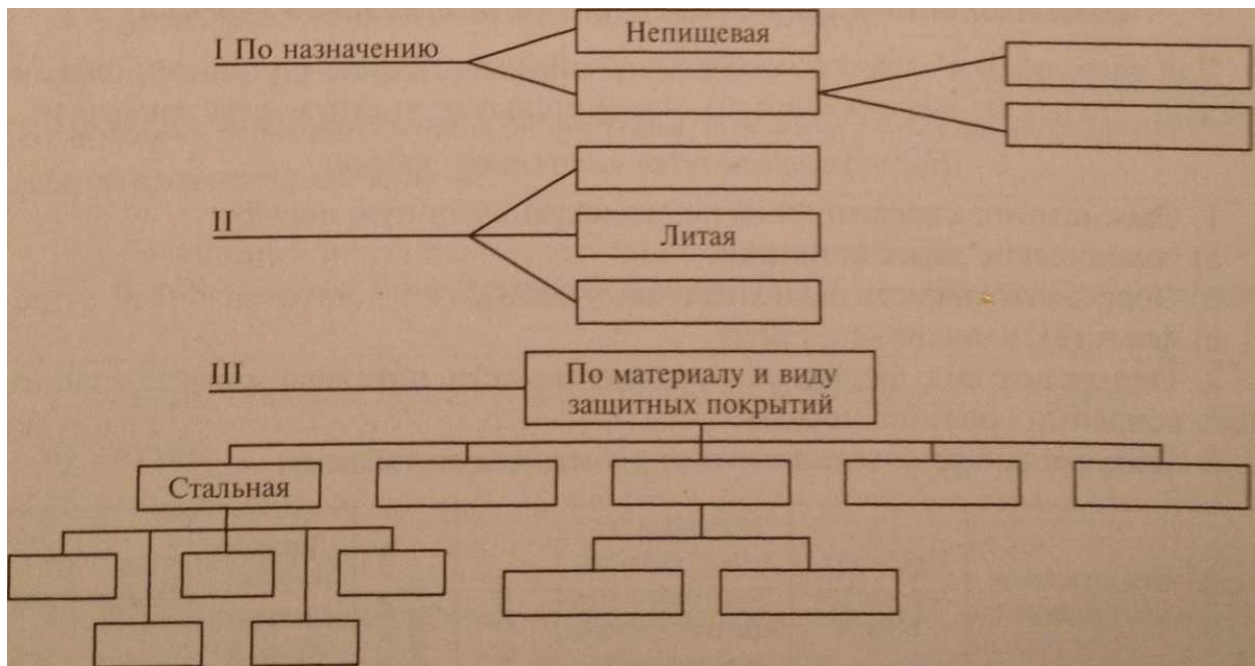 I По назначению
Непищевая
II
Литая
III
По материалу и виду
защитных покрытий
Стальная